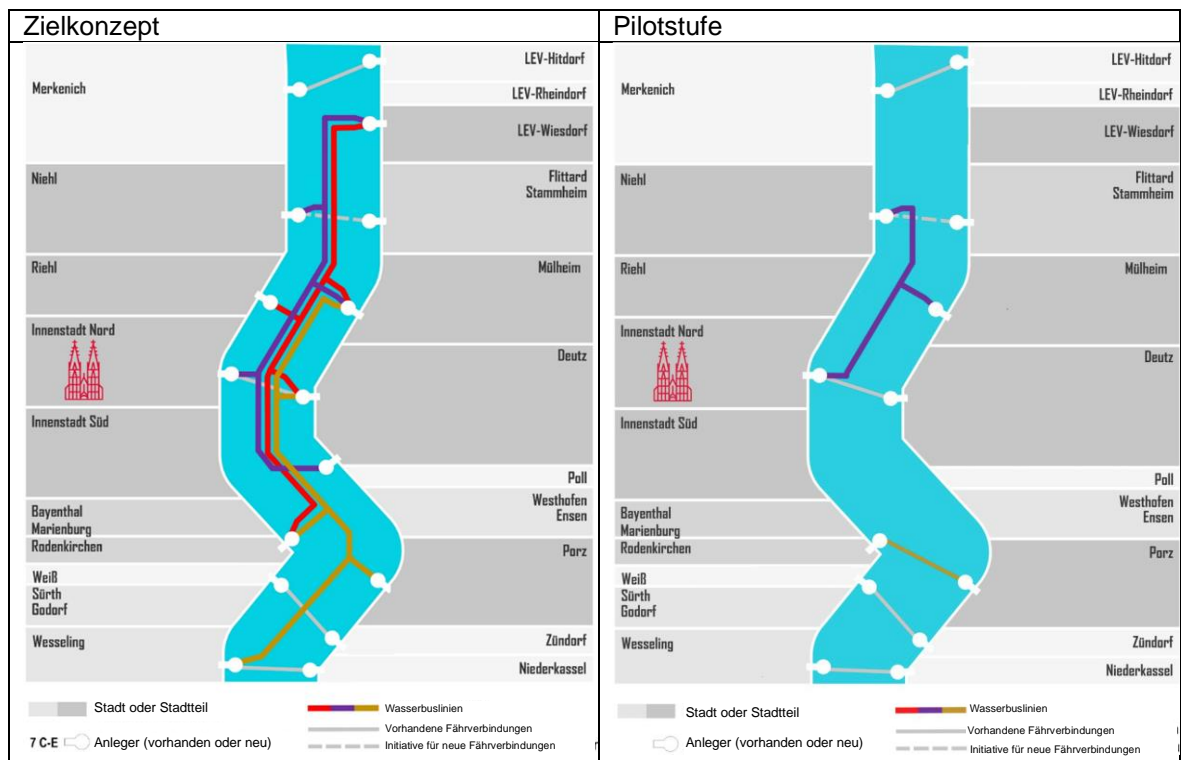 Zielkonzept
Merkenich
LEV-Hitdorf
LEV-Rheindorf
LEV-Wiesdorf
Niehl
Flittard
Stammheim
Riehl
Mülheim
Innenstadt Nord
Deutz
Innenstadt Süd
Poll
Westhofen
Ensen
Bayenthal
Marienburg
Rodenkirchen
Porz
Weiß
Sürth
Godorf
Wesseling
Zündorf
Niederkassel
Stadt oder Stadtteil
7 C-E Anleger (vorhanden oder neu)
Wasserbuslinien
Vorhandene Fährverbindungen
Initiative für neue Fährverbindungen
Pilotstufe
Merkenich
LEV-Hitdorf
LEV-Rheindorf
LEV-Wiesdorf
Niehl
Flittard
Stammheim
Riehl
Mülheim
Innenstadt Nord
Deutz
Innenstadt Süd
Poll
Westhofen
Ensen
Bayenthal
Marienburg
Rodenkirchen
Porz
Weiß
Sürth
Godorf
Wesseling
Zündorf
Niederkassel
Stadt oder Stadtteil
Anleger (vorhanden oder neu)
Wasserbuslinien
Vorhandene Fährverbindungen
Initiative für neue Fährverbindungen